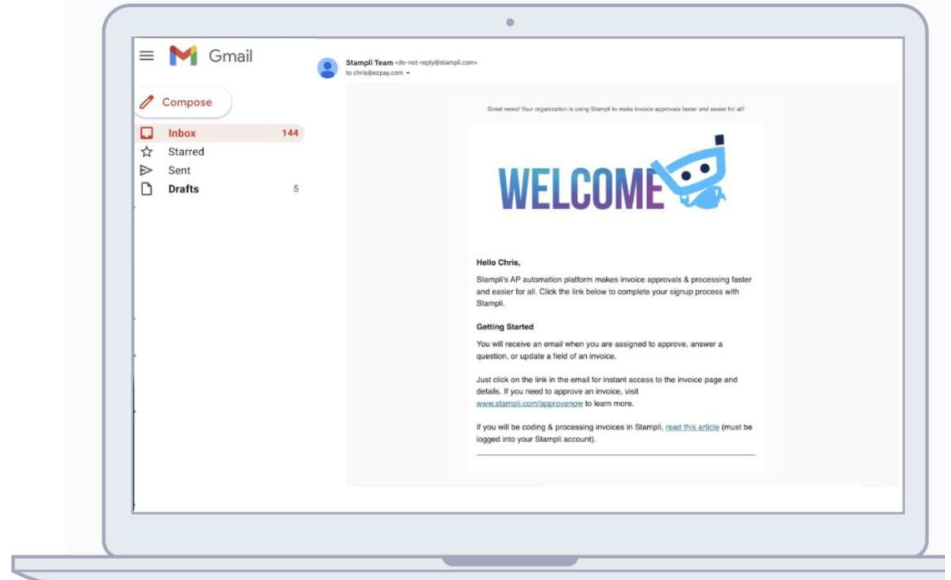 Gmail
Compose
Inbox 144
Starred
Sent
Drafts 5
Stampli Team <do-not-reply@stampli.com>
to chris@ezpay.com
Great news! Your organization is using Stampli to make invoice approvals faster and easier for all!
WELCOME
Hello Chris,
Stampli's AP automation platform makes invoice approvals & processing faster
and easier for all. Click the link below to complete your signup process with
Stampli.
Getting Started
You will receive an email when you are assigned to approve, answer a
question, or update a field of an invoice.
Just click on the link in the email for instant access to the invoice page and
details. If you need to approve an invoice, visit
www.stampli.com/approvenow to learn more.
If you will be coding & processing invoices in Stampli, read this article (must be
logged into your Stampli account).